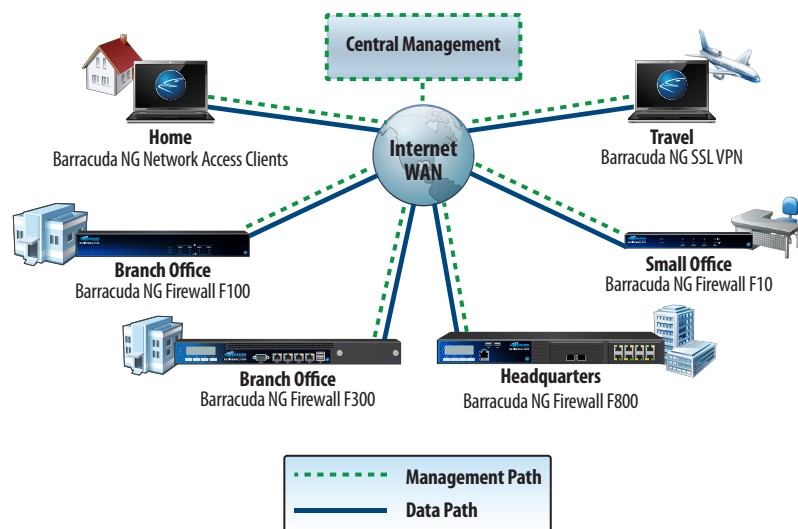 Central Management
Internet
WAN
Home
Barracuda NG Network Access Clients
Travel
Barracuda NG SSL VPN
Branch Office
Barracuda NG Firewall F100
Small Office
Barracuda NG Firewall F10
Branch Office
Barracuda NG Firewall F300
Headquarters
Barracuda NG Firewall F800
Management Path
Data Path